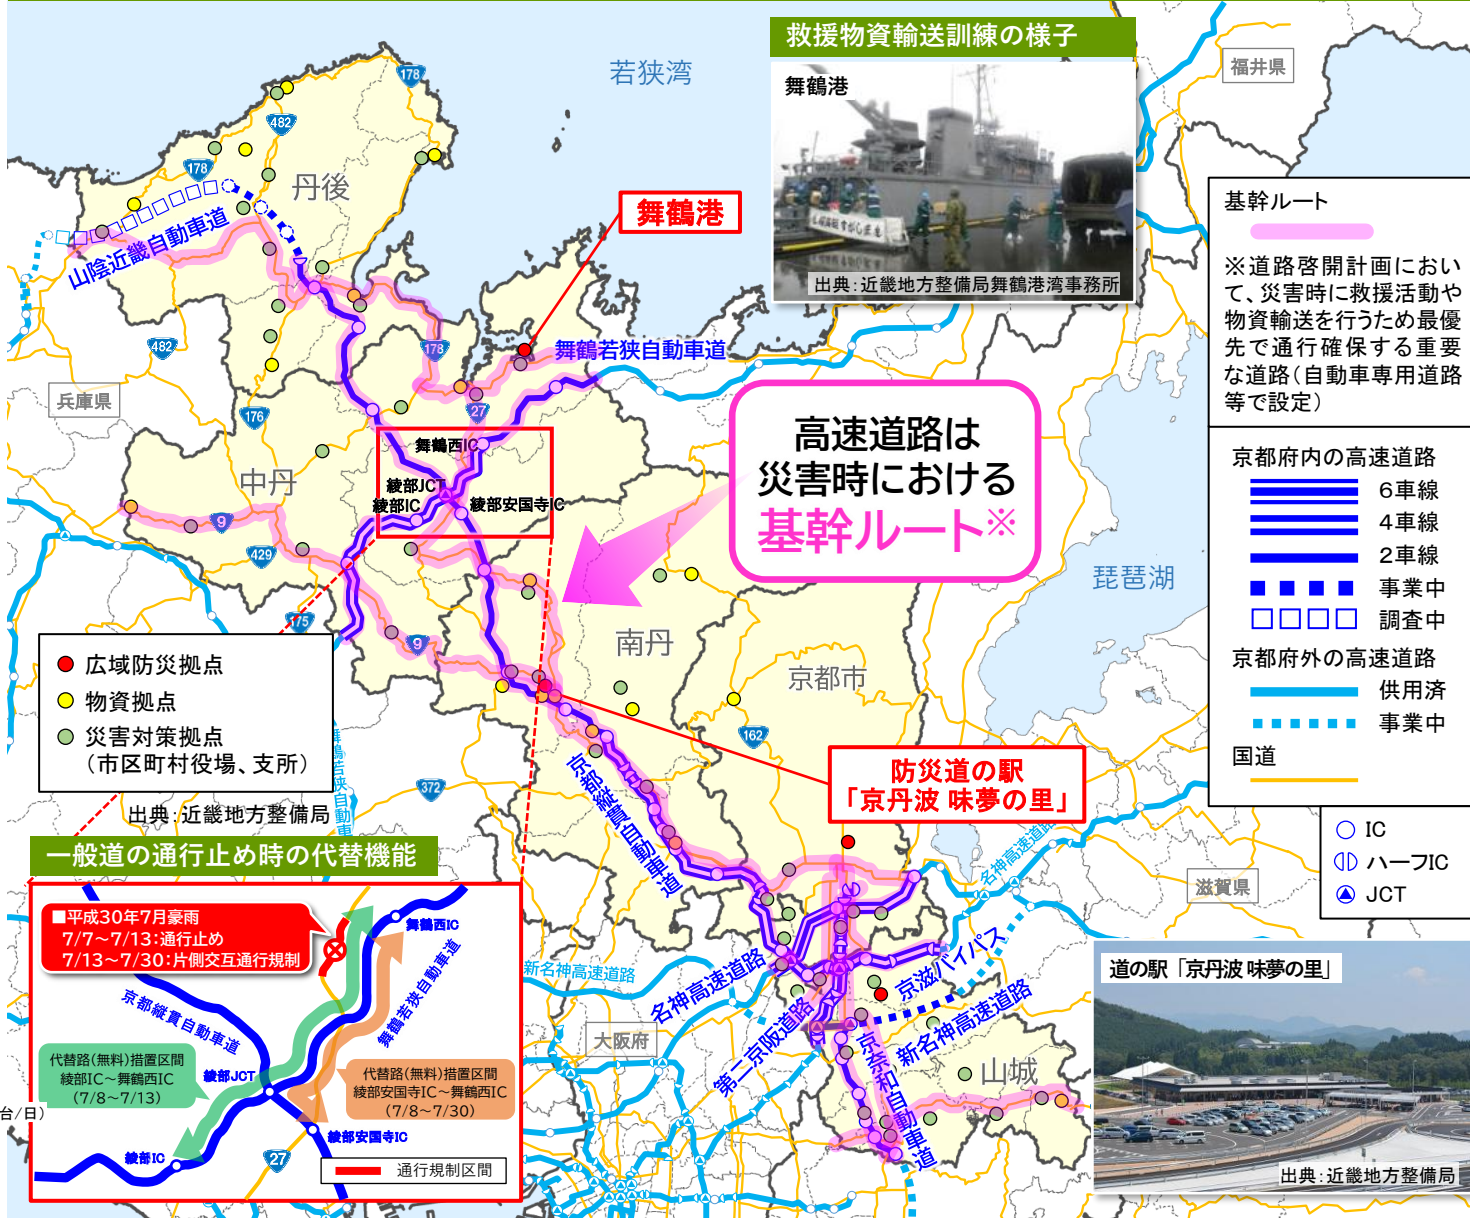 救援物資輸送訓練の様子
舞鶴港
出典：近畿地方整備局舞鶴港湾事務所
若狭湾
福井県
178
482
178
丹後
山陰近畿自動車道
舞鶴港
482
178
舞鶴若狭自動車道
兵庫県
176
27
舞鶴西IC
中丹
綾部JCT
綾部IC
綾部安国寺IC
9
429
高速道路は
災害時における
基幹ルート※
琵琶湖
175
9
南丹
京都市
162
372
基幹ルート
※道路啓開計画におい
て、災害時に救援活動や
物資輸送を行うため最優
先で通行確保する重要
な道路（自動車専用道路
等で設定）
京都府内の高速道路
6車線
4車線
2車線
事業中
調査中
京都府外の高速道路
供用済
事業中
国道
IC
ハーフIC
JCT
広域防災拠点
物資拠点
災害対策拠点
（市区町村役場、支所）
出典：近畿地方整備局
舞鶴若狭自動車
京都縦貫自動車道
防災道の駅
「京丹波 味夢の里」
名神高速道路
滋賀県
新名神高速道路
名神高速道路
京滋バイパス
大阪府
第二京阪道路
新名神高速道路
京奈和自動車道
山城
一般道の通行止め時の代替機能
■平成30年7月豪雨
7/7～7/13：通行止め
7/13～7/30：片側交互通行規制
舞鶴西IC
京都縦貫自動車道
舞鶴若狭自動車道
代替路（無料）措置区間
綾部IC～舞鶴西IC
（7/8～7/13）
綾部JCT
代替路（無料）措置区間
綾部安国寺IC～舞鶴西IC
（7/8～7/30）
台/日）
綾部安国寺IC
綾部IC
27
通行規制区間
道の駅「京丹波 味夢の里」
出典：近畿地方整備局